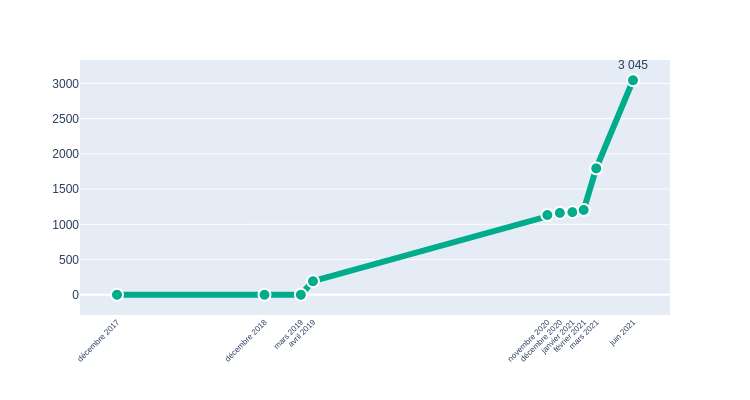 3 045
3000
2500
2000
1500
1000
500
0
décembre 2017
décembre 2018
mars 2019
avril 2019
novembre 2020
décembre 2020
janvier 2021
février 2021
mars 2021
juin 2021